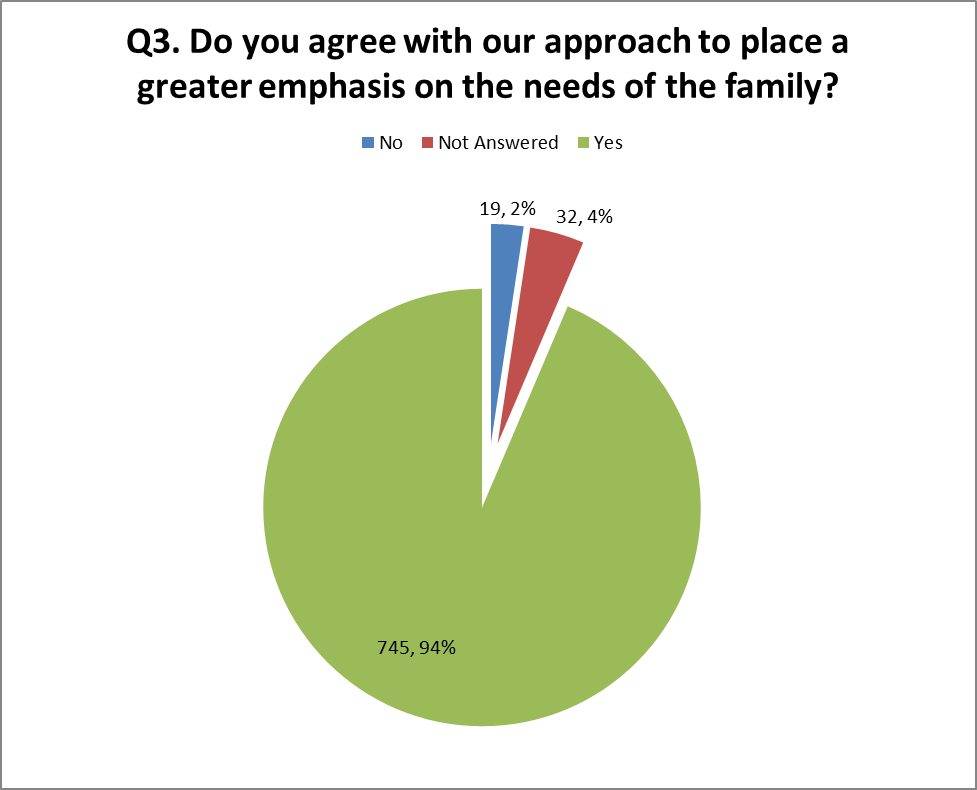 Q3. Do you agree with our approach to place a
greater emphasis on the needs of the family?
No Not Answered Yes
19, 2%
32, 4%
745, 94%